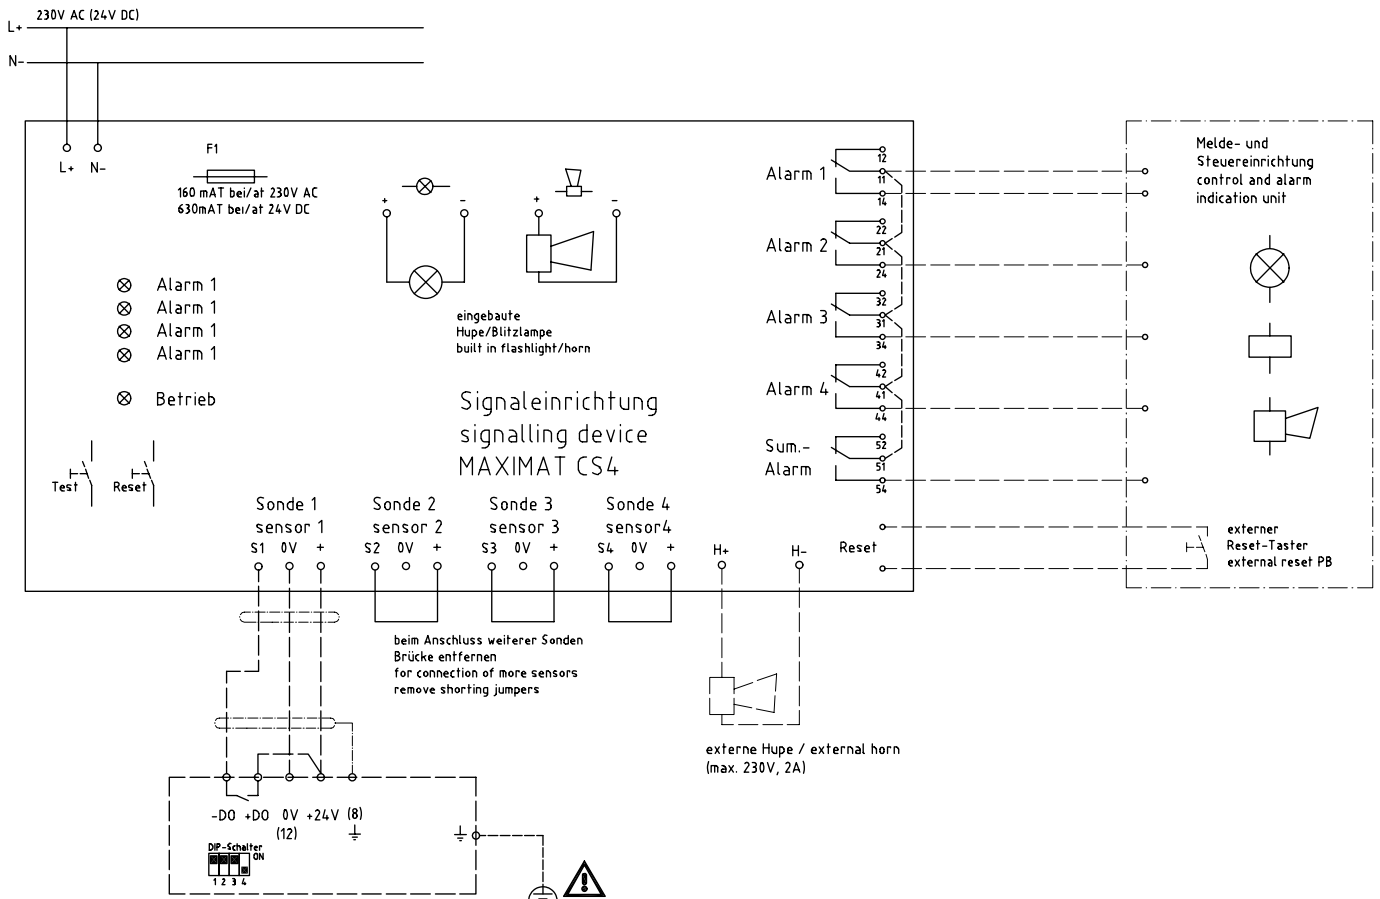 230V AC (24V DC)
L+
N-
L+ N-
F1
160 mAT bei/at 230V AC
630mAT bei/at 24V DC
+ -
+ -
eingebaute
Hupe/Blitzlampe
built in flashlight/horn
Alarm 1
Alarm 1
Alarm 1
Alarm 1
Betrieb
Test
Reset
Signaleinrichtung
signalling device
MAXIMAT CS4
Alarm 1
12
11
14
Alarm 2
22
21
24
Alarm 3
32
31
34
Alarm 4
42
41
44
Sum.-
Alarm
52
51
54
Reset
Melde- und
Steuereinrichtung
control and alarm
indication unit
externer
Reset-Taster
external reset PB
Sonde 1
sensor 1
S1 0V +
Sonde 2
sensor 2
S2 0V +
Sonde 3
sensor 3
S3 0V +
Sonde 4
sensor4
S4 0V +
H+ H-
beim Anschluss weiterer Sonden
Brücke entfernen
for connection of more sensors
remove shorting jumpers
externe Hupe / external horn
(max. 230V, 2A)
-DO +DO 0V +24V (8)
(12)
DIP-Schalter
ON
1 2 3 4
!